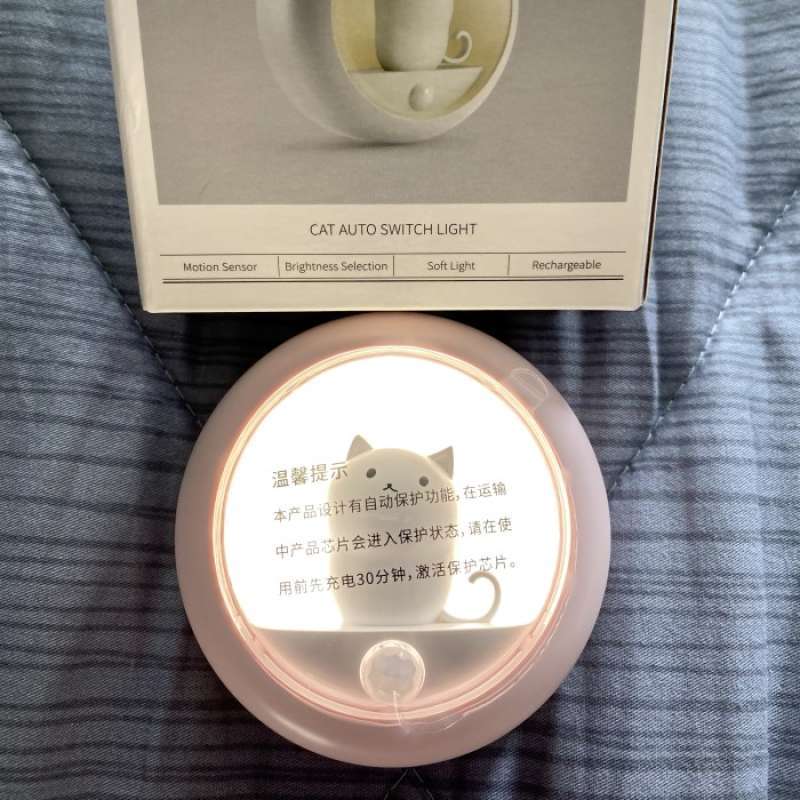 CAT AUTO SWITCH LIGHT
Motion Sensor Brightness Selection Soft Light Rechargeable
温馨提示
本产品设计有自动保护功能,在运输
中产品芯片会进入保护状态,请在使
用前先充电30分钟,激活保护芯片。